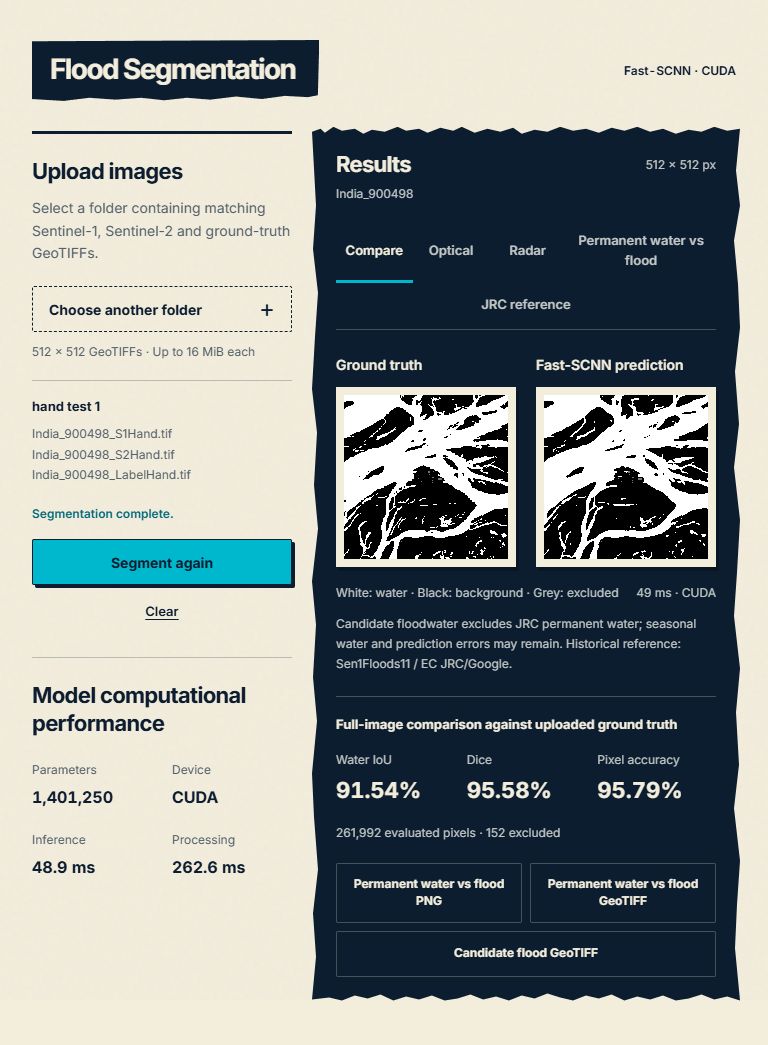 Flood Segmentation
Fast-SCNN · CUDA
Upload images
Select a folder containing matching
Sentinel-1, Sentinel-2 and ground-truth
GeoTIFFs.
Choose another folder +
512 × 512 GeoTIFFs · Up to 16 MiB each
hand test 1
India_900498_S1Hand.tif
India_900498_S2Hand.tif
India_900498_LabelHand.tif
Segmentation complete.
Segment again
Clear
Model computational
performance
Parameters Device
1,401,250 CUDA
Inference Processing
48.9 ms 262.6 ms
Results 512 × 512 px
India_900498
Compare Optical Radar Permanent water vs
flood
JRC reference
Ground truth Fast-SCNN prediction
White: water · Black: background · Grey: excluded 49 ms · CUDA
Candidate floodwater excludes JRC permanent water; seasonal
water and prediction errors may remain. Historical reference:
Sen1Floods11 / EC JRC/Google.
Full-image comparison against uploaded ground truth
Water IoU Dice Pixel accuracy
91.54% 95.58% 95.79%
261,992 evaluated pixels · 152 excluded
Permanent water vs flood
PNG
Permanent water vs flood
GeoTIFF
Candidate flood GeoTIFF